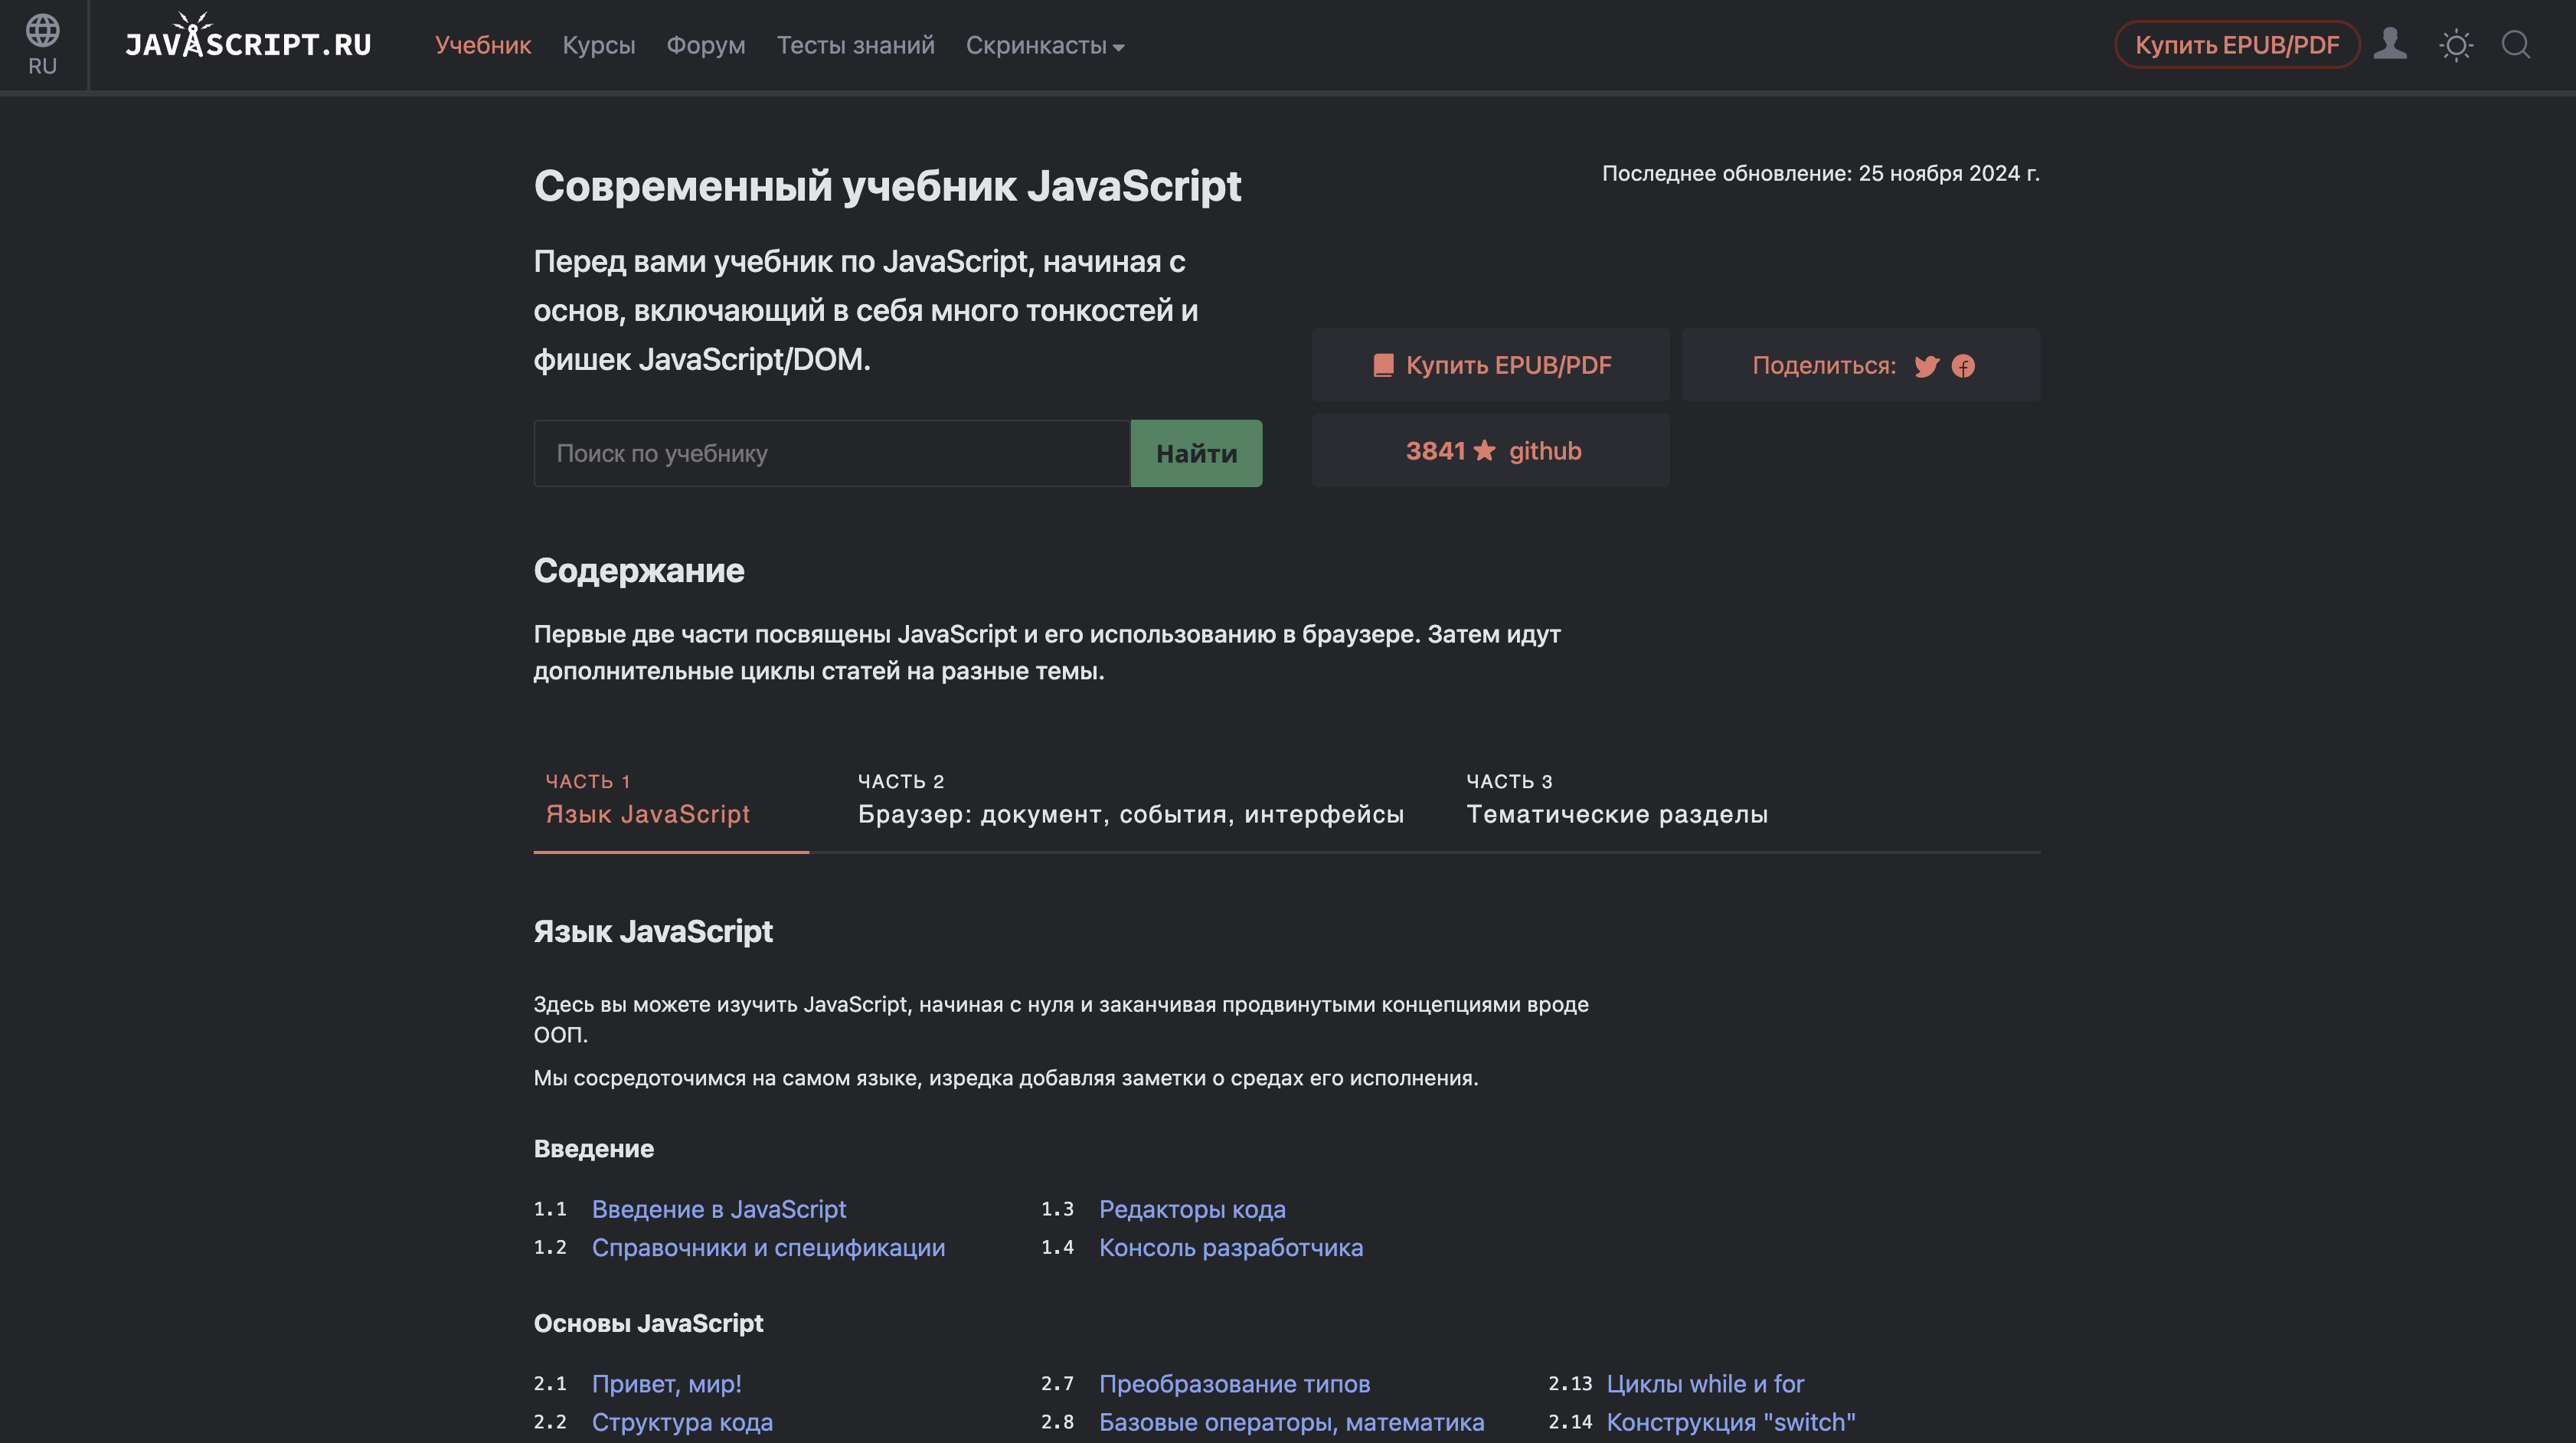 RU
JAVASCRIPT.RU
Учебник
Курсы
Форум
Тесты знаний
Скринкасты
Купить EPUB/PDF
Современный учебник JavaScript
Последнее обновление: 25 ноября 2024 г.
Перед вами учебник по JavaScript, начиная с
основ, включающий в себя много тонкостей и
фишек JavaScript/DOM.
Купить EPUB/PDF
Поделиться:
Поиск по учебнику
Найти
3841 github
Содержание
Первые две части посвящены JavaScript и его использованию в браузере. Затем идут
дополнительные циклы статей на разные темы.
ЧАСТЬ 1
Язык JavaScript
ЧАСТЬ 2
Браузер: документ, события, интерфейсы
ЧАСТЬ 3
Тематические разделы
Язык JavaScript
Здесь вы можете изучить JavaScript, начиная с нуля и заканчивая продвинутыми концепциями вроде
ООП.
Мы сосредоточимся на самом языке, изредка добавляя заметки о средах его исполнения.
Введение
1.1 Введение в JavaScript
1.2 Справочники и спецификации
1.3 Редакторы кода
1.4 Консоль разработчика
Основы JavaScript
2.1 Привет, мир!
2.2 Структура кода
2.7 Преобразование типов
2.8 Базовые операторы, математика
2.13 Циклы while и for
2.14 Конструкция "switch"